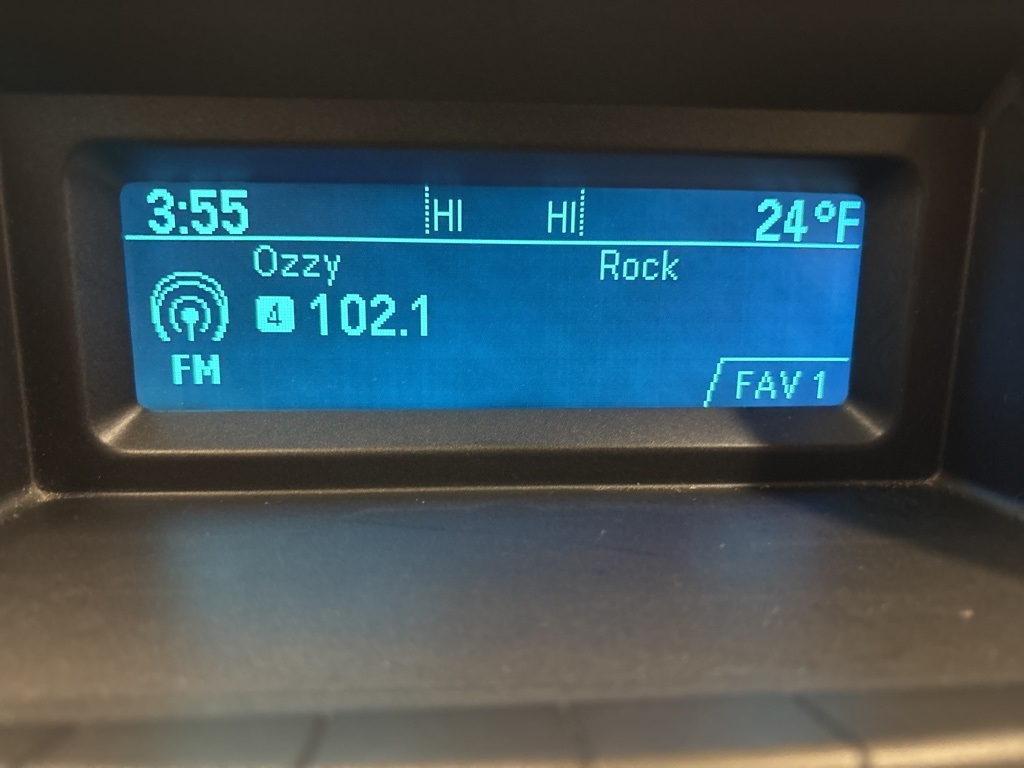 3:55 HI HI 24°F
Ozzy Rock
4 102.1
FM
FAV 1